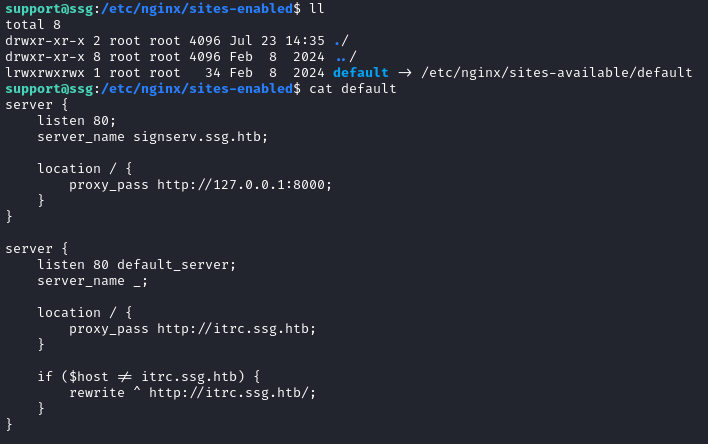 support@ssg:/etc/nginx/sites-enabled$ ll
total 8
drwxr-xr-x 2 root root 4096 Jul 23 14:35 ./
drwxr-xr-x 8 root root 4096 Feb  8  2024 ../
lrwxrwxrwx 1 root root   34 Feb  8  2024 default -> /etc/nginx/sites-available/default
support@ssg:/etc/nginx/sites-enabled$ cat default
server {
    listen 80;
    server_name signserv.ssg.htb;

    location / {
        proxy_pass http://127.0.0.1:8000;
    }
}

server {
    listen 80 default_server;
    server_name _;

    location / {
        proxy_pass http://itrc.ssg.htb;
    }

    if ($host != itrc.ssg.htb) {
        rewrite ^ http://itrc.ssg.htb/;
    }
}